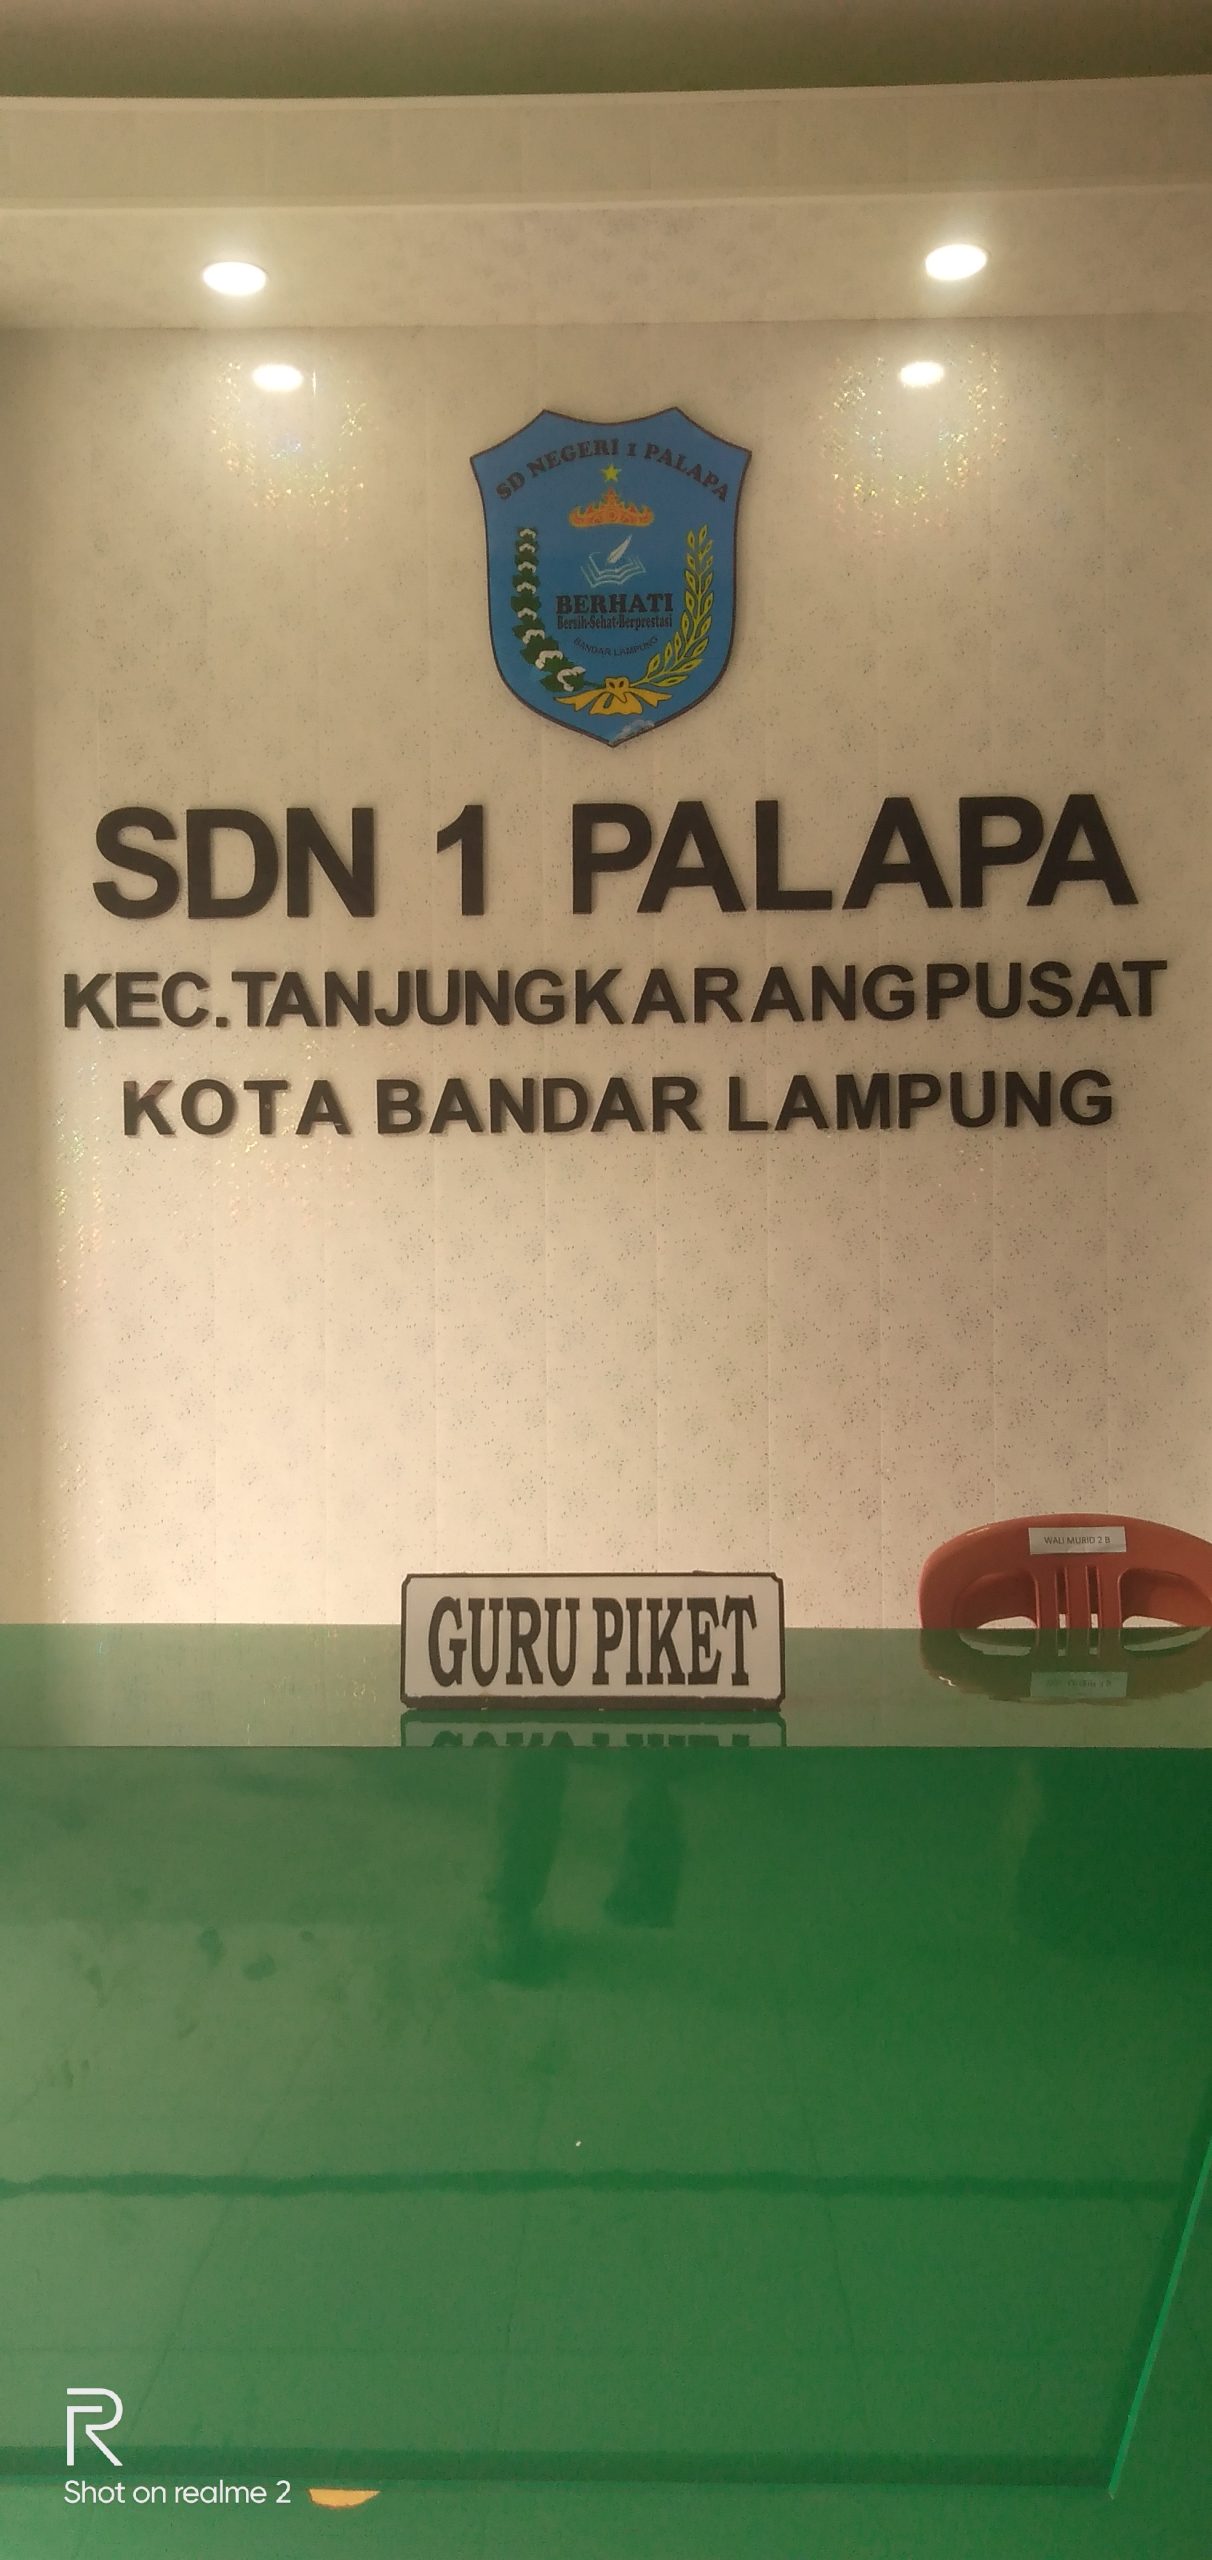 SD NEGERI 1 PALAPA
BERHATI
Bersih-Sehat-Berprestasi
BANDAR LAMPUNG
SDN 1 PALAPA
KEC.TANJUNGKARANGPUSAT
KOTA BANDAR LAMPUNG
WALI MURID 2 B
GURU PIKET
Shot on realme 2